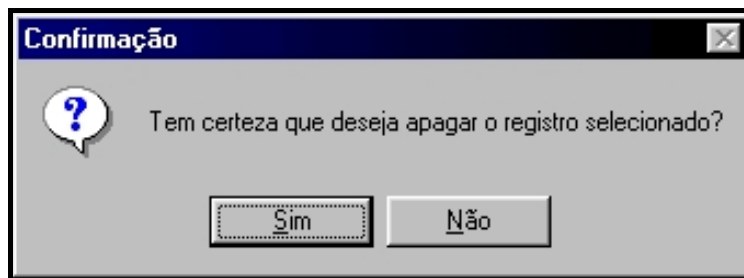 Confirmação
Tem certeza que deseja apagar o registro selecionado?
Sim Não